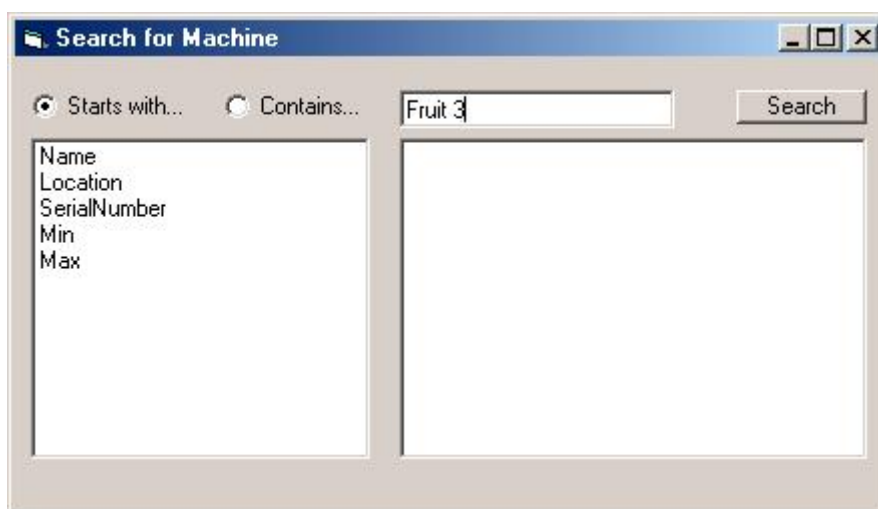 Search for Machine
Starts with... Contains... Fruit 3 Search
Name
Location
SerialNumber
Min
Max